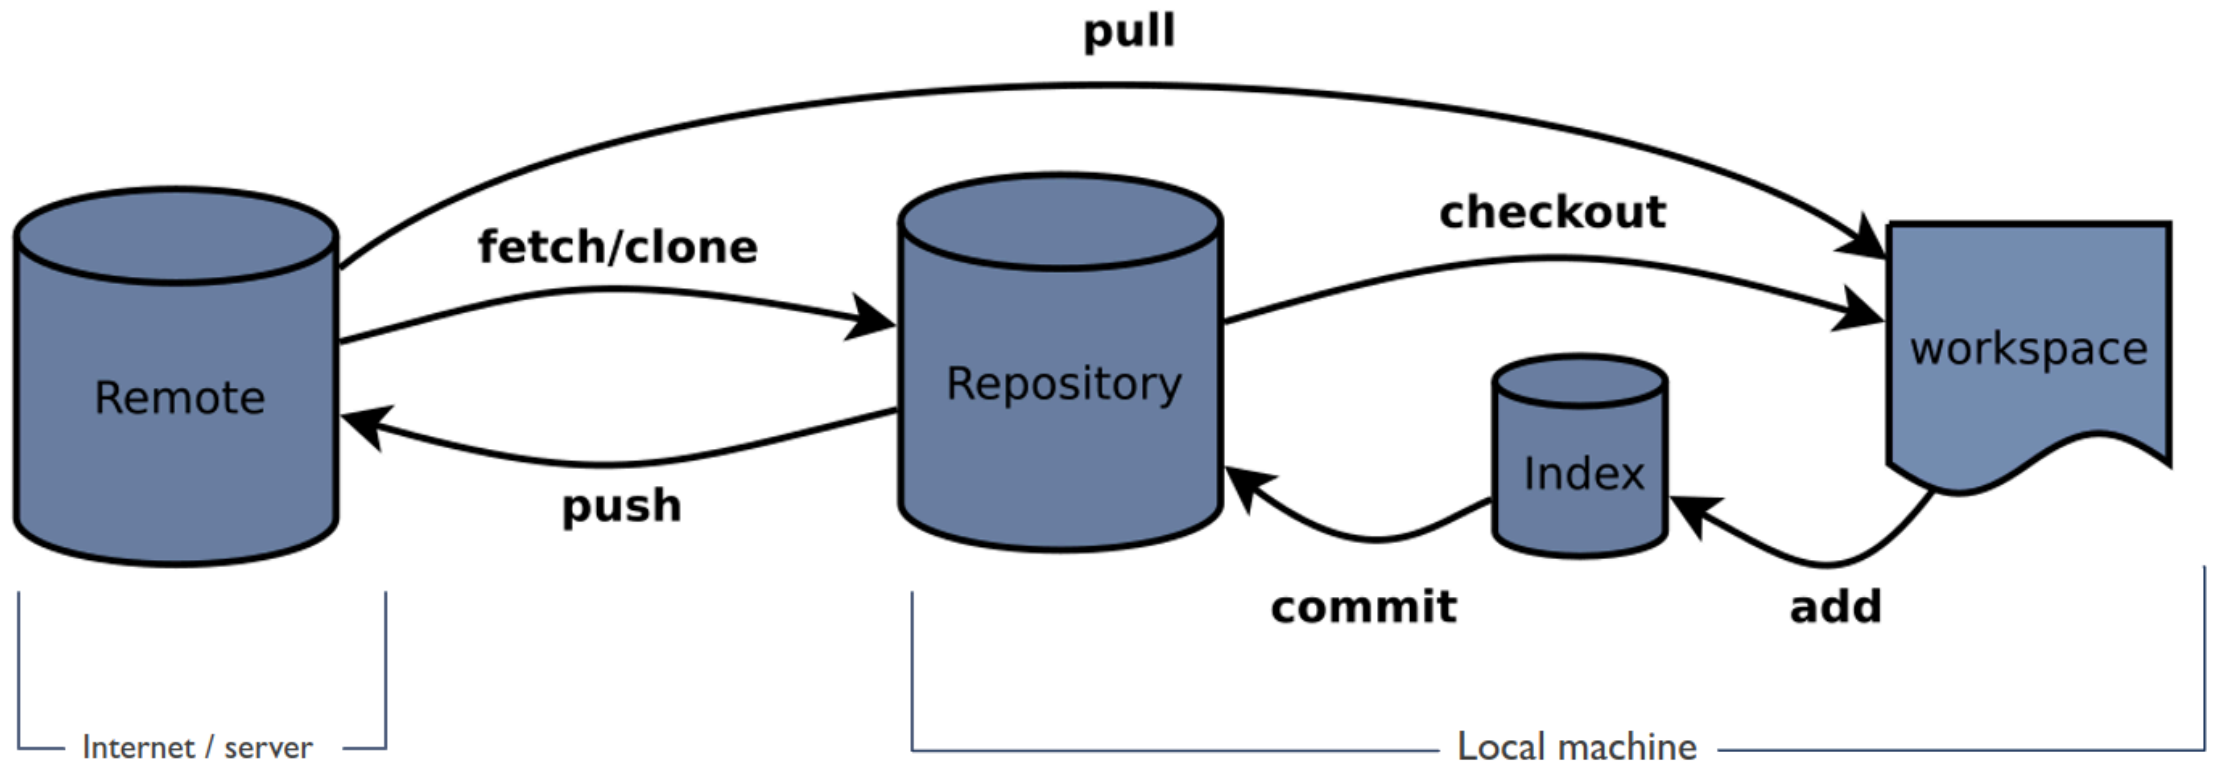 pull
fetch/clone
checkout
Remote
Repository
workspace
Index
push
commit
add
Internet / server
Local machine